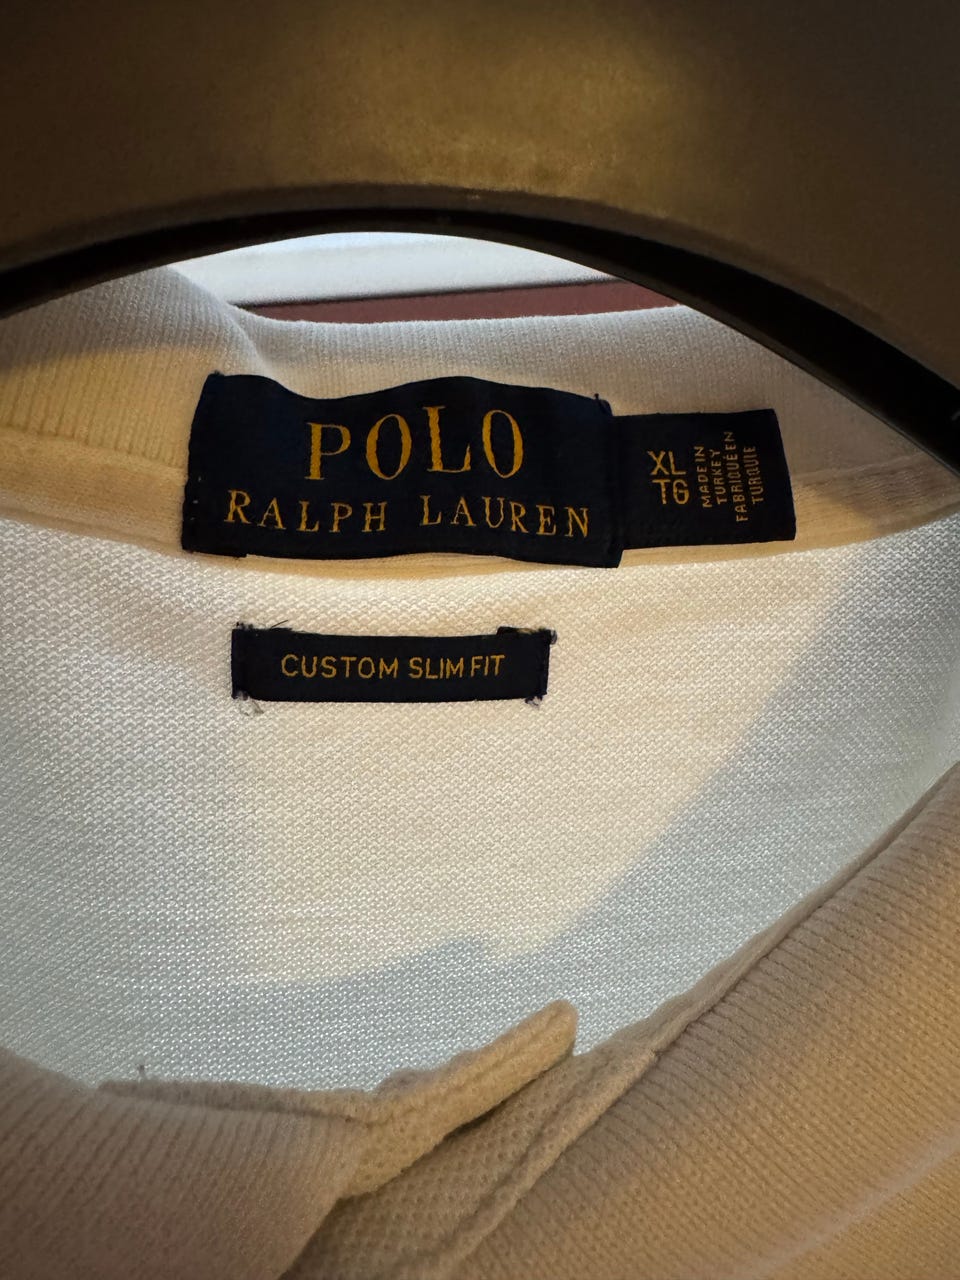 POLO
RALPH LAUREN
XL
TG
MADE IN
TURKEY
FABRIQUÉ EN
TURQUIE
CUSTOM SLIM FIT